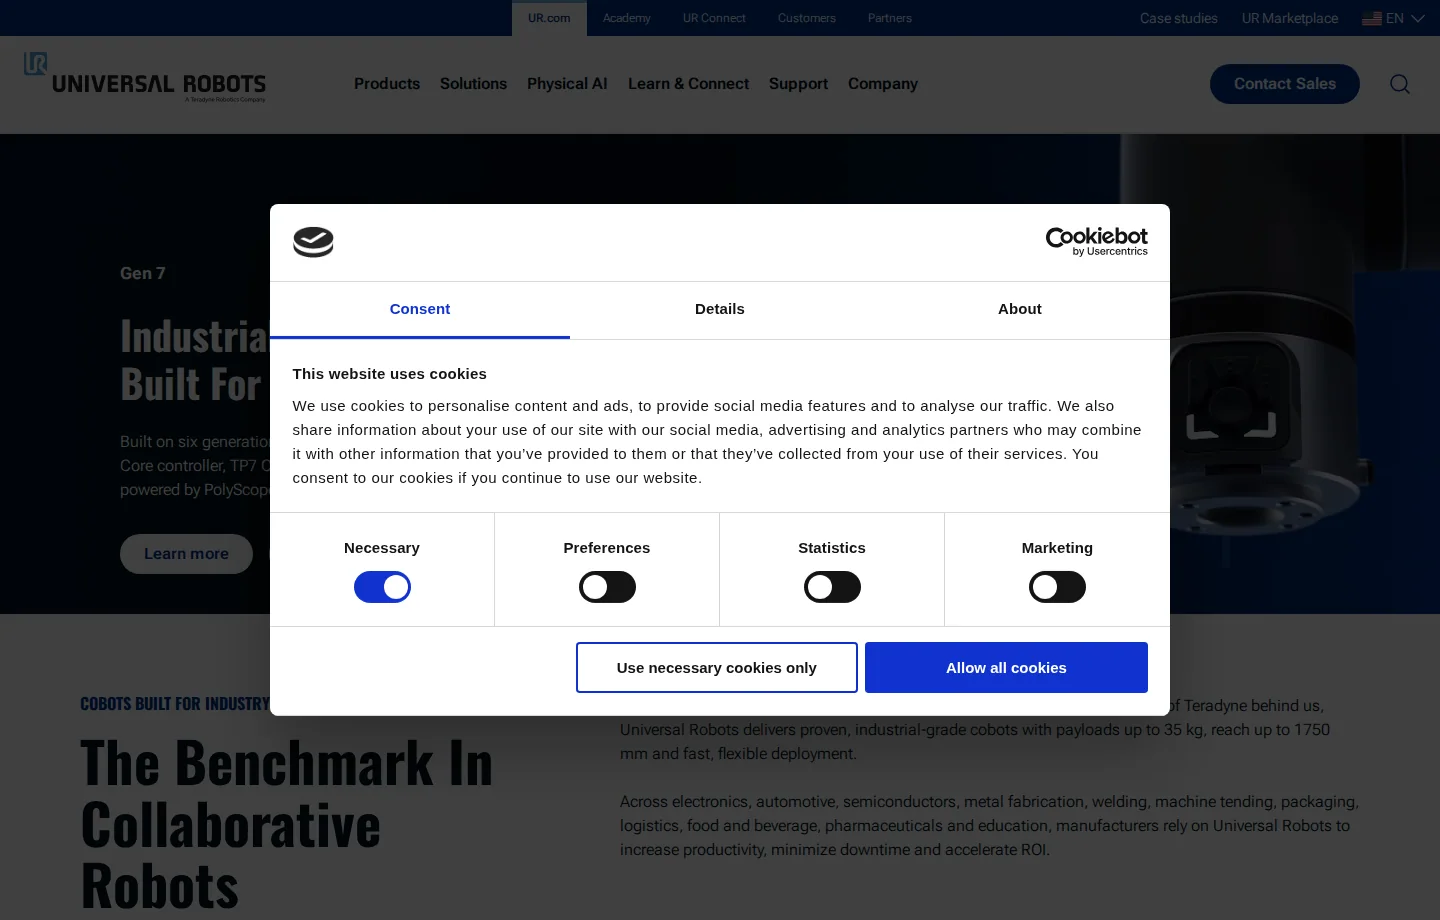 UR.com Academy UR Connect Customers Partners Case studies UR Marketplace EN
UR
UNIVERSAL ROBOTS
A Teradyne Robotics Company
Products Solutions Physical AI Learn & Connect Support Company Contact Sales
Gen 7
Built For
Built on six
Core controller, TP7
powered by
Learn more
Cookiebot
by Usercentrics
Consent Details About
This website uses cookies
We use cookies to personalise content and ads, to provide social media features and to analyse our traffic. We also
share information about your use of our site with our social media, advertising and analytics partners who may combine
it with other information that you’ve provided to them or that they’ve collected from your use of their services. You
consent to our cookies if you continue to use our website.
Necessary Preferences Statistics Marketing
Use necessary cookies only Allow all cookies
COBOTS BUILT FOR INDUSTRY
The Benchmark In
Collaborative
Robots
of Teradyne behind us,
Universal Robots delivers proven, industrial-grade cobots with payloads up to 35 kg, reach up to 1750
mm and fast, flexible deployment.
Across electronics, automotive, semiconductors, metal fabrication, welding, machine tending, packaging,
logistics, food and beverage, pharmaceuticals and education, manufacturers rely on Universal Robots to
increase productivity, minimize downtime and accelerate ROI.